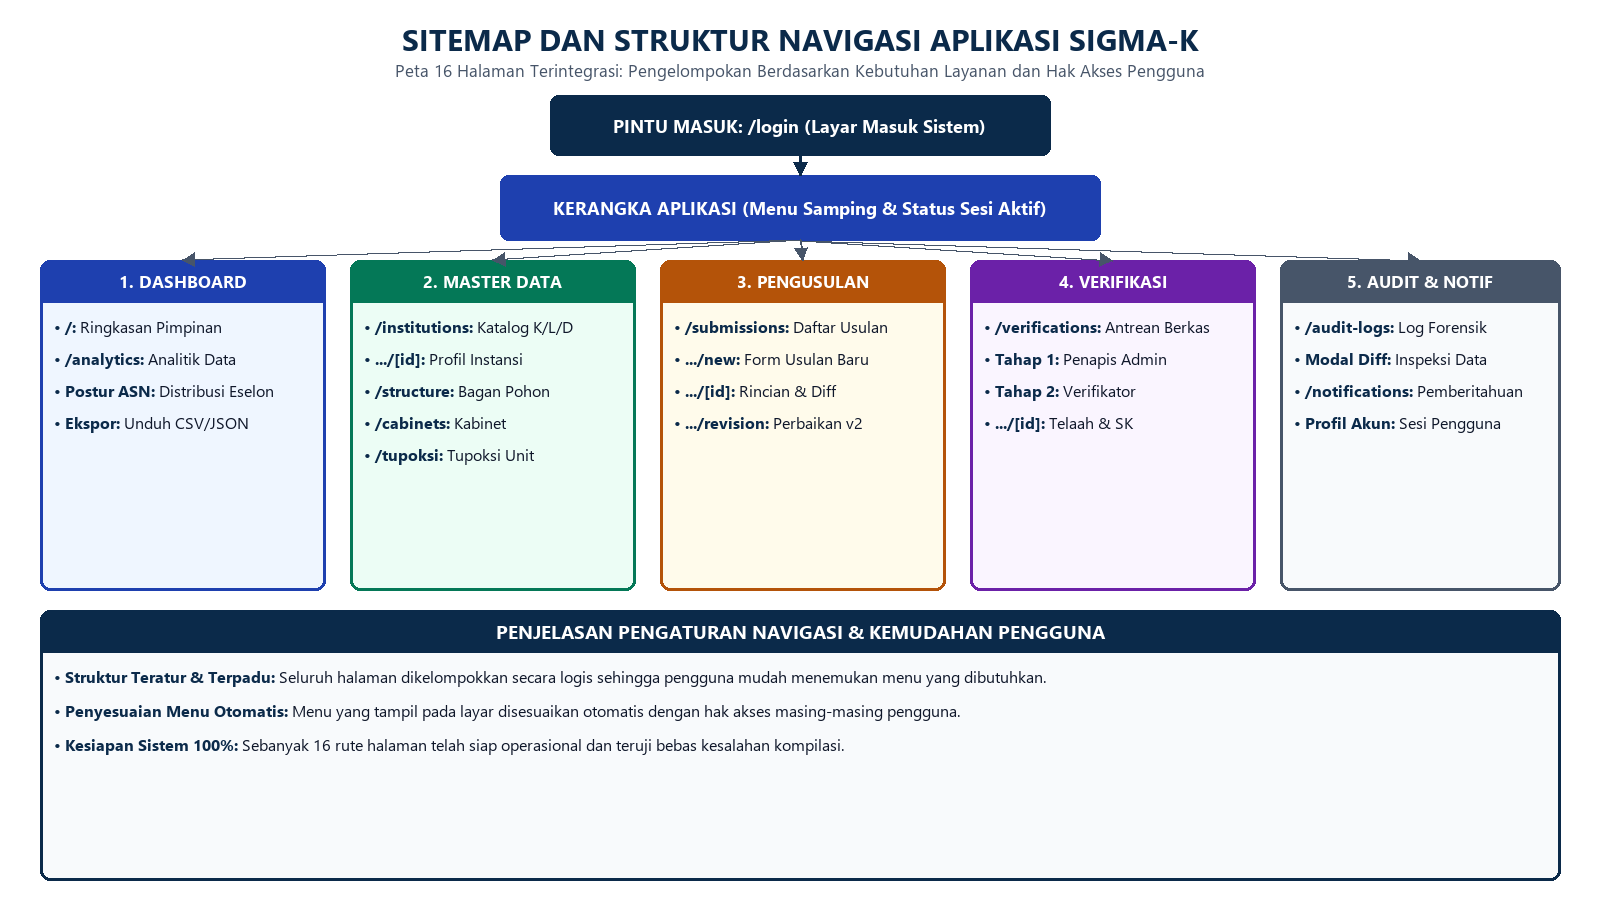 SITEMAP DAN STRUKTUR NAVIGASI APLIKASI SIGMA-K
Peta 16 Halaman Terintegrasi: Pengelompokan Berdasarkan Kebutuhan Layanan dan Hak Akses Pengguna
PINTU MASUK: /login (Layar Masuk Sistem)
KERANGKA APLIKASI (Menu Samping & Status Sesi Aktif)
1. DASHBOARD
• /: Ringkasan Pimpinan
• /analytics: Analitik Data
• Postur ASN: Distribusi Eselon
• Ekspor: Unduh CSV/JSON
2. MASTER DATA
• /institutions: Katalog K/L/D
• .../[id]: Profil Instansi
• /structure: Bagan Pohon
• /cabinets: Kabinet
• /tupoksi: Tupoksi Unit
3. PENGUSULAN
• /submissions: Daftar Usulan
• .../new: Form Usulan Baru
• .../[id]: Rincian & Diff
• .../revision: Perbaikan v2
4. VERIFIKASI
• /verifications: Antrean Berkas
• Tahap 1: Penapis Admin
• Tahap 2: Verifikator
• .../[id]: Telaah & SK
5. AUDIT & NOTIF
• /audit-logs: Log Forensik
• Modal Diff: Inspeksi Data
• /notifications: Pemberitahuan
• Profil Akun: Sesi Pengguna
PENJELASAN PENGATURAN NAVIGASI & KEMUDAHAN PENGGUNA
• Struktur Teratur & Terpadu: Seluruh halaman dikelompokkan secara logis sehingga pengguna mudah menemukan menu yang dibutuhkan.
• Penyesuaian Menu Otomatis: Menu yang tampil pada layar disesuaikan otomatis dengan hak akses masing-masing pengguna.
• Kesiapan Sistem 100%: Sebanyak 16 rute halaman telah siap operasional dan teruji bebas kesalahan kompilasi.